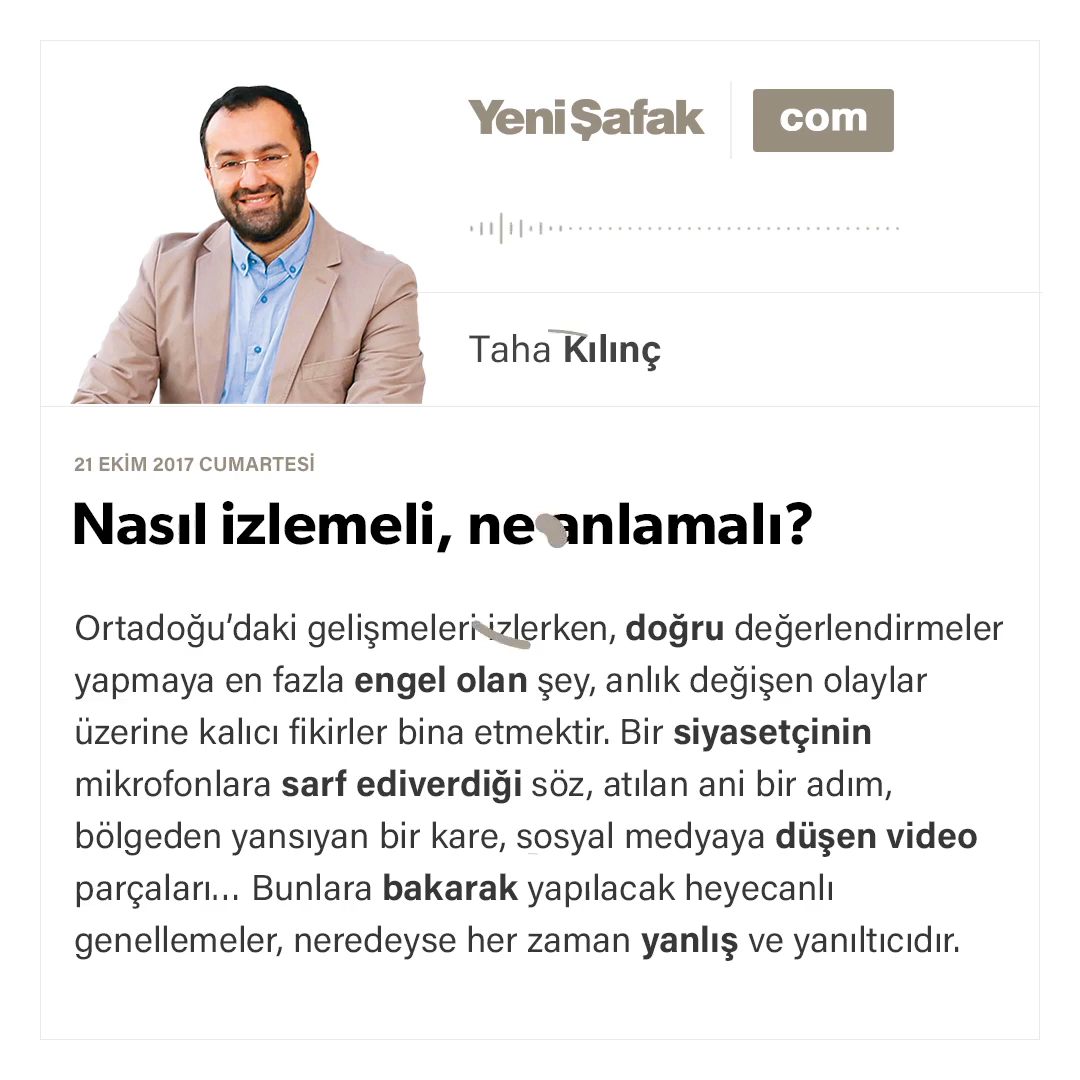 YeniŞafak com
Taha Kılınç
21 EKİM 2017 CUMARTESİ
Nasıl izlemeli, ne anlamalı?
Ortadoğu’daki gelişmeleri izlerken, doğru değerlendirmeler
yapmaya en fazla engel olan şey, anlık değişen olaylar
üzerine kalıcı fikirler bina etmektir. Bir siyasetçinin
mikrofonlara sarf ediverdiği söz, atılan ani bir adım,
bölgeden yansıyan bir kare, sosyal medyaya düşen video
parçaları... Bunlara bakarak yapılacak heyecanlı
genellemeler, neredeyse her zaman yanlış ve yanıltıcıdır.